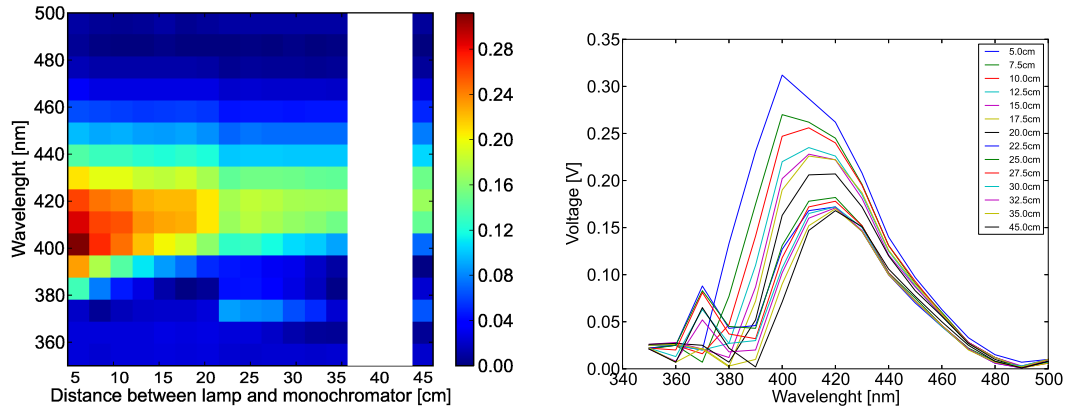 500
480
460
440
420
400
380
360
Wavelenght [nm]
5 10 15 20 25 30 35 40 45
Distance between lamp and monochromator [cm]
0.28
0.24
0.20
0.16
0.12
0.08
0.04
0.00
0.35
0.30
0.25
0.20
0.15
0.10
0.05
0.00
Voltage [V]
340 360 380 400 420 440 460 480 500
Wavelenght [nm]
5.0cm
7.5cm
10.0cm
12.5cm
15.0cm
17.5cm
20.0cm
22.5cm
25.0cm
27.5cm
30.0cm
32.5cm
35.0cm
45.0cm